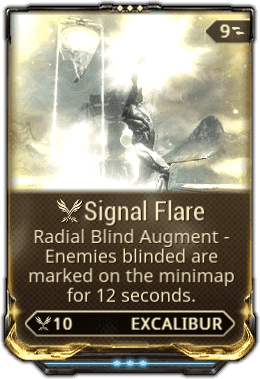 9
Signal Flare
Radial Blind Augment -
Enemies blinded are
marked on the minimap
for 12 seconds.
10 EXCALIBUR